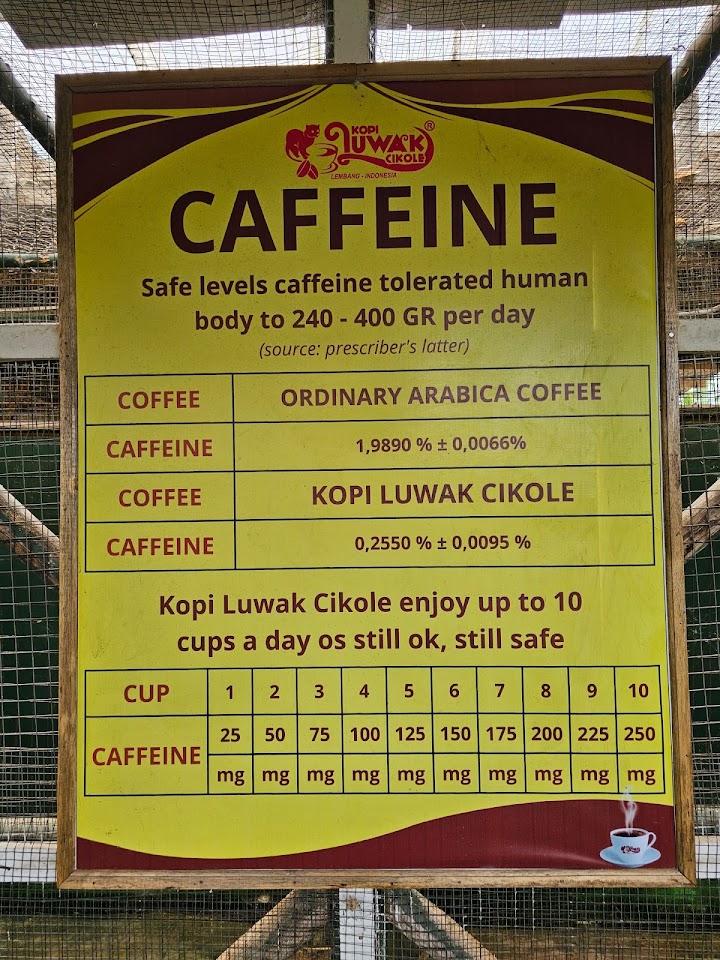 KOPI
LUWAK®
CIKOLE
LEMBANG - INDONESIA
CAFFEINE
Safe levels caffeine tolerated human
body to 240 - 400 GR per day
(source: prescriber's latter)
COFFEE ORDINARY ARABICA COFFEE
CAFFEINE 1,9890 % ± 0,0066%
COFFEE KOPI LUWAK CIKOLE
CAFFEINE 0,2550 % ± 0,0095 %
Kopi Luwak Cikole enjoy up to 10
cups a day os still ok, still safe
CUP 1 2 3 4 5 6 7 8 9 10
CAFFEINE 25 50 75 100 125 150 175 200 225 250
mg mg mg mg mg mg mg mg mg mg